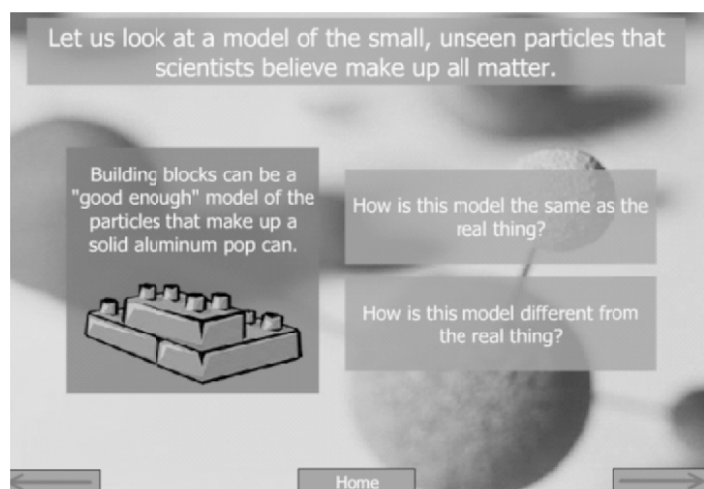 Let us look at a model of the small, unseen particles that
scientists believe make up all matter.
Building blocks can be a
"good enough" model of the
particles that make up a
solid aluminum pop can.
How is this model the same as the
real thing?
How is this model different from
the real thing?
Home